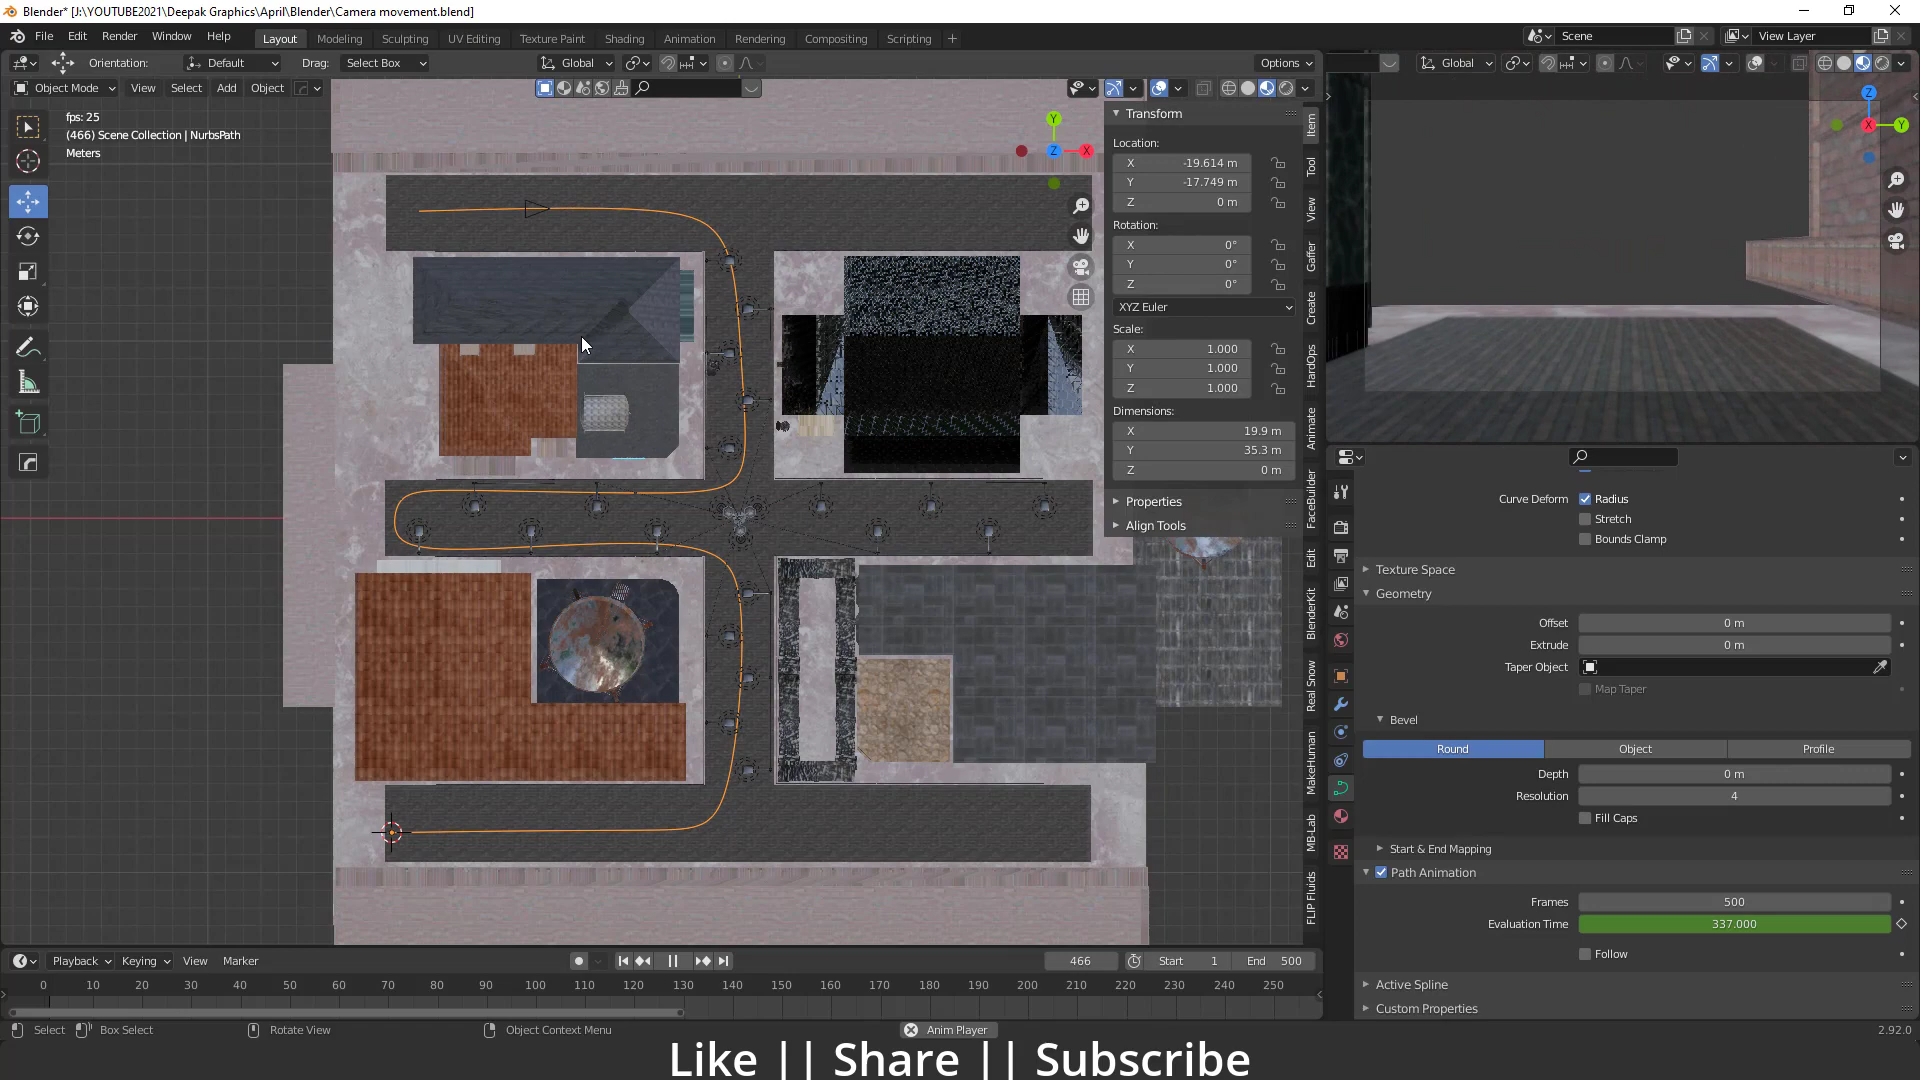 Blender* [J:\YOUTUBE2021\Deepak Graphics\April\Blender\Camera movement.blend]
File Edit Render Window Help
Layout Modeling Sculpting UV Editing Texture Paint Shading Animation Rendering Compositing Scripting +
Scene
View Layer
Orientation: Default Drag: Select Box
Global
Options
Global
Object Mode View Select Add Object
fps: 25
(466) Scene Collection | NurbsPath
Meters
Y
Z
X
Transform
Location:
X -19.614 m
Y -17.749 m
Z 0 m
Rotation:
X 0°
Y 0°
Z 0°
XYZ Euler
Scale:
X 1.000
Y 1.000
Z 1.000
Dimensions:
X 19.9 m
Y 35.3 m
Z 0 m
Properties
Align Tools
Item
Tool
View
Gaffer
Create
HardOps
Animate
FaceBuilder
Edit
BlenderKit
Real Snow
MakeHuman
MB-Lab
FLIP Fluids
Z
X
Y
Curve Deform Radius
Stretch
Bounds Clamp
Texture Space
Geometry
Offset 0 m
Extrude 0 m
Taper Object
Map Taper
Bevel
Round Object Profile
Depth 0 m
Resolution 4
Fill Caps
Start & End Mapping
Path Animation
Frames 500
Evaluation Time 337.000
Follow
Active Spline
Custom Properties
Playback Keying View Marker
466 Start 1 End 500
0 10 20 30 40 50 60 70 80 90 100 110 120 130 140 150 160 170 180 190 200 210 220 230 240 250
Select Box Select Rotate View Object Context Menu Anim Player 2.92.0
Like || Share || Subscribe